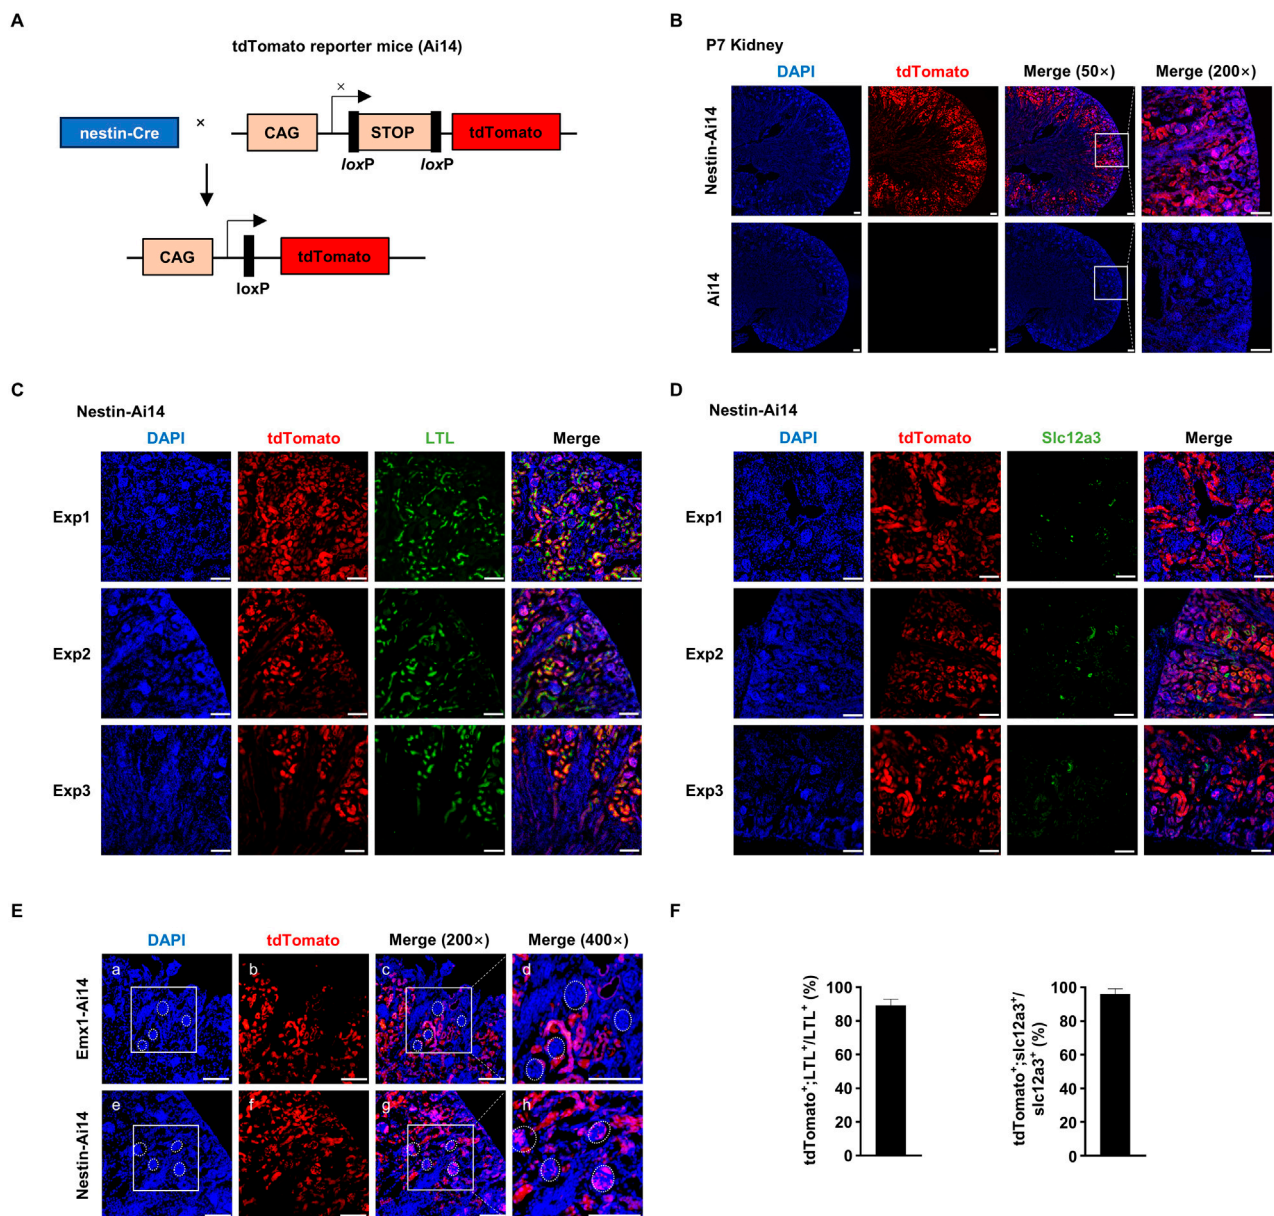 A
tdTomato reporter mice (Ai14)
nestin-Cre × CAG × STOP tdTomato
loxP loxP
CAG tdTomato
loxP
B
P7 Kidney
DAPI tdTomato Merge (50×) Merge (200×)
Nestin-Ai14
Ai14
C
Nestin-Ai14
DAPI tdTomato LTL Merge
Exp1
Exp2
Exp3
D
Nestin-Ai14
DAPI tdTomato Slc12a3 Merge
Exp1
Exp2
Exp3
E
DAPI tdTomato Merge (200×) Merge (400×)
Emx1-Ai14
a b c d
Nestin-Ai14
e f g h
F
tdTomato⁺;LTL⁺/LTL⁺ (%)
100
80
60
40
20
0
tdTomato⁺;slc12a3⁺/
slc12a3⁺ (%)
100
80
60
40
20
0